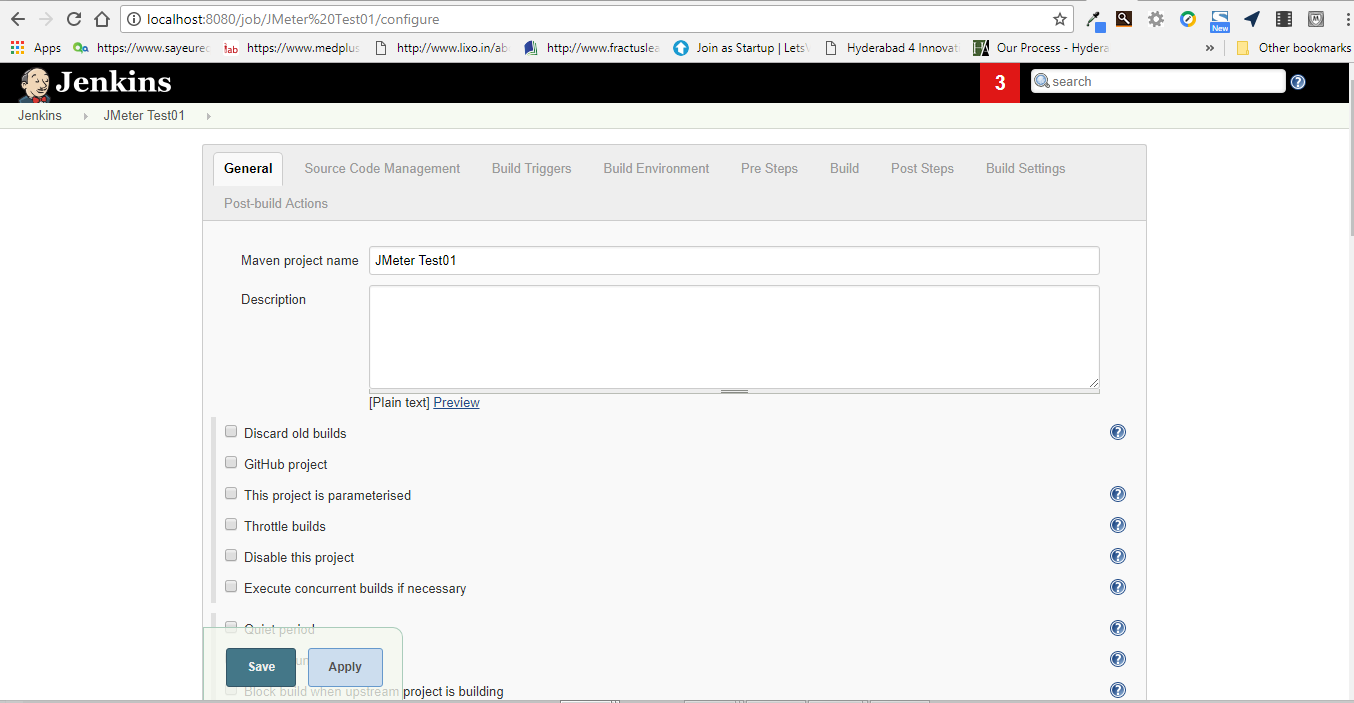 localhost:8080/job/JMeter%20Test01/configure
Apps https://www.sayeurec https://www.medplus http://www.lixo.in/ab http://www.fractuslea Join as Startup | Lets Hyderabad 4 Innovati Our Process - Hydera » Other bookmarks
New
Jenkins 3 search
Jenkins JMeter Test01
General Source Code Management Build Triggers Build Environment Pre Steps Build Post Steps Build Settings
Post-build Actions
Maven project name JMeter Test01
Description
[Plain text] Preview
Discard old builds
GitHub project
This project is parameterised
Throttle builds
Disable this project
Execute concurrent builds if necessary
Quiet period
Save Apply
Block build when upstream project is building